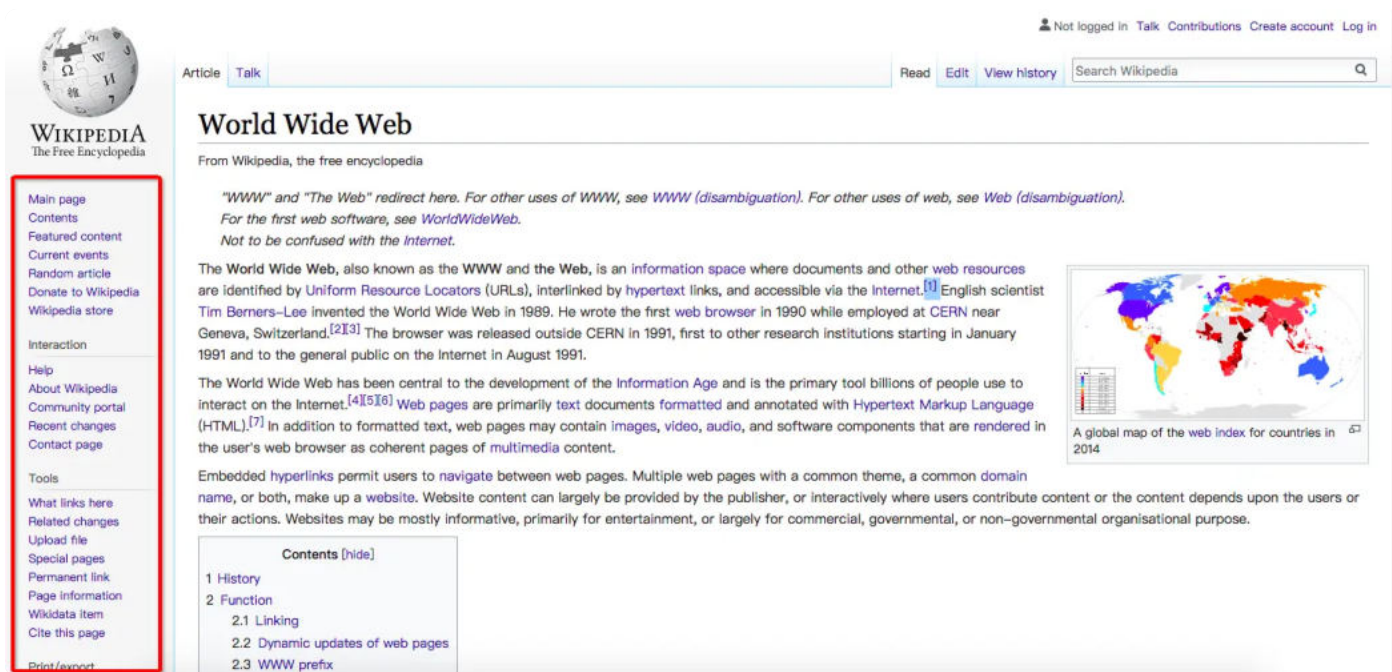 Not logged in Talk Contributions Create account Log in
Article Talk
Read Edit View history Search Wikipedia
WIKIPEDIA
The Free Encyclopedia
Main page
Contents
Featured content
Current events
Random article
Donate to Wikipedia
Wikipedia store
Interaction
Help
About Wikipedia
Community portal
Recent changes
Contact page
Tools
What links here
Related changes
Upload file
Special pages
Permanent link
Page information
Wikidata item
Cite this page
Print/export
World Wide Web
From Wikipedia, the free encyclopedia
"WWW" and "The Web" redirect here. For other uses of WWW, see WWW (disambiguation). For other uses of web, see Web (disambiguation).
For the first web software, see WorldWideWeb.
Not to be confused with the Internet.
The World Wide Web, also known as the WWW and the Web, is an information space where documents and other web resources
are identified by Uniform Resource Locators (URLs), interlinked by hypertext links, and accessible via the Internet.[1] English scientist
Tim Berners–Lee invented the World Wide Web in 1989. He wrote the first web browser in 1990 while employed at CERN near
Geneva, Switzerland.[2][3] The browser was released outside CERN in 1991, first to other research institutions starting in January
1991 and to the general public on the Internet in August 1991.
The World Wide Web has been central to the development of the Information Age and is the primary tool billions of people use to
interact on the Internet.[4][5][6] Web pages are primarily text documents formatted and annotated with Hypertext Markup Language
(HTML).[7] In addition to formatted text, web pages may contain images, video, audio, and software components that are rendered in
the user's web browser as coherent pages of multimedia content.
Embedded hyperlinks permit users to navigate between web pages. Multiple web pages with a common theme, a common domain
name, or both, make up a website. Website content can largely be provided by the publisher, or interactively where users contribute content or the content depends upon the users or
their actions. Websites may be mostly informative, primarily for entertainment, or largely for commercial, governmental, or non–governmental organisational purpose.
A global map of the web index for countries in
2014
Contents [hide]
1 History
2 Function
2.1 Linking
2.2 Dynamic updates of web pages
2.3 WWW prefix